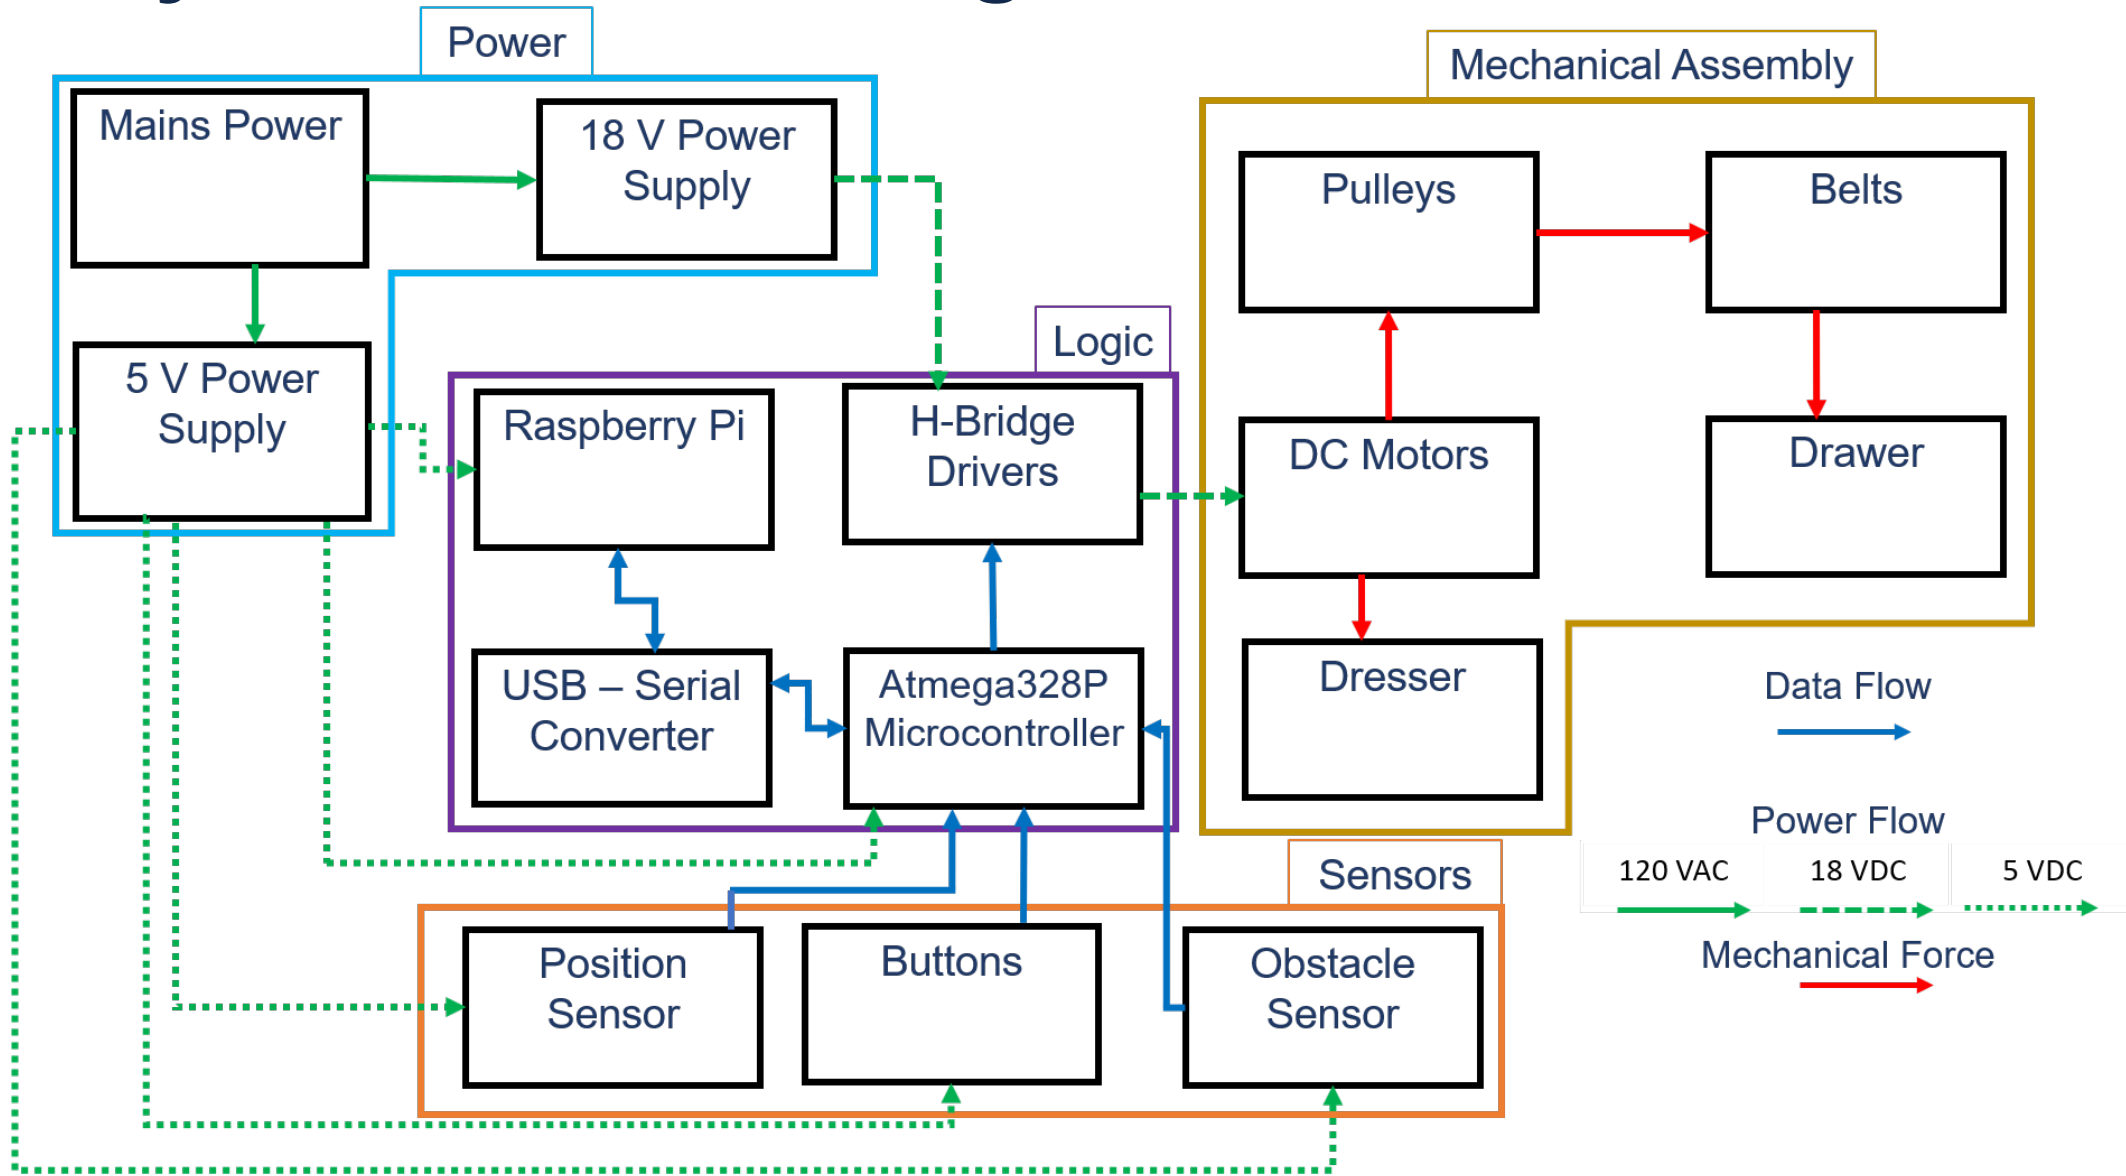 Power
Mains Power
18 V Power
Supply
5 V Power
Supply
Mechanical Assembly
Pulleys
Belts
DC Motors
Drawer
Dresser
Logic
Raspberry Pi
H-Bridge
Drivers
USB – Serial
Converter
Atmega328P
Microcontroller
Sensors
Position
Sensor
Buttons
Obstacle
Sensor
Data Flow
Power Flow
120 VAC
18 VDC
5 VDC
Mechanical Force